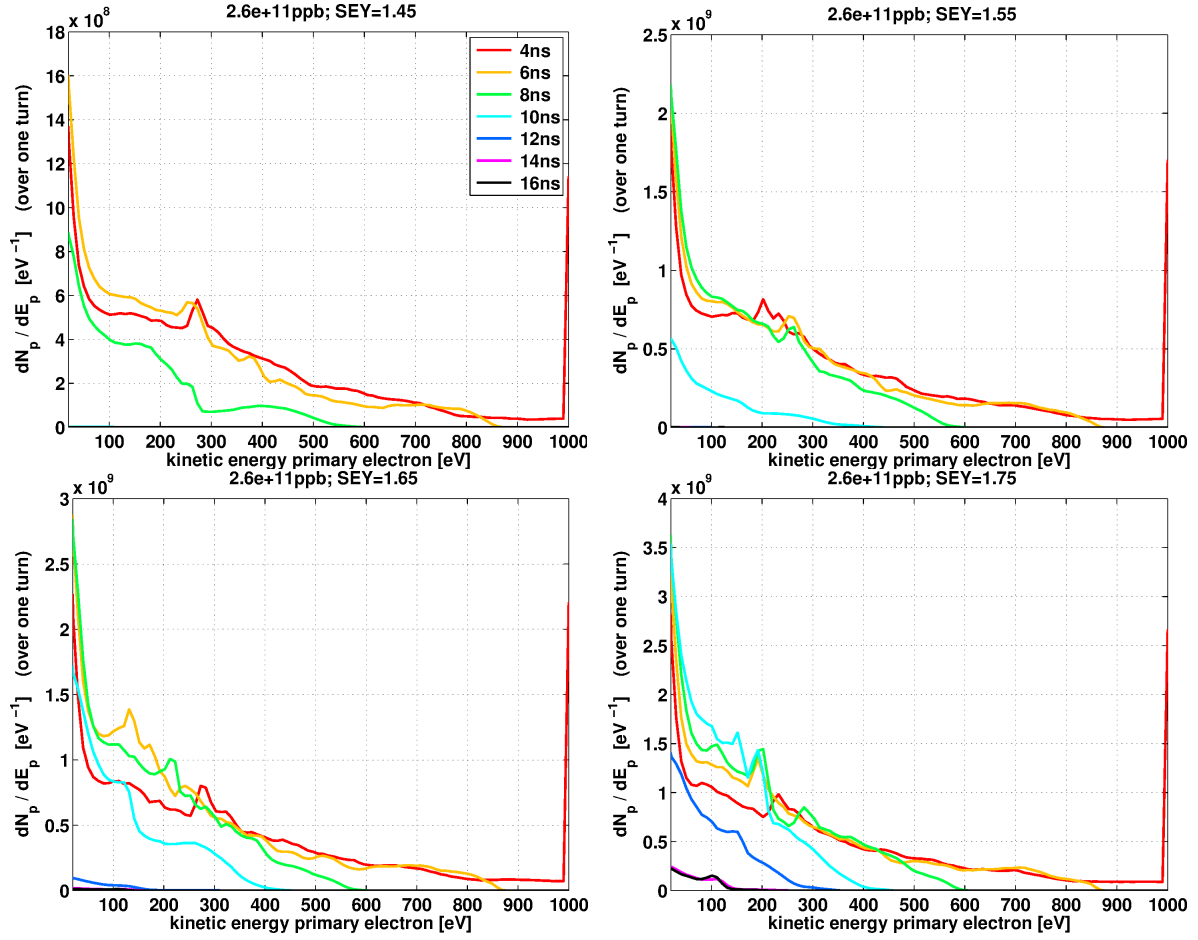 2.6e+11ppb; SEY=1.45
x 10^8
18
16
14
12
10
8
6
4
2
0
dN_p / dE_p [eV^−1] (over one turn)
4ns
6ns
8ns
10ns
12ns
14ns
16ns
100 200 300 400 500 600 700 800 900 1000
kinetic energy primary electron [eV]
2.6e+11ppb; SEY=1.55
x 10^9
2.5
2
1.5
1
0.5
0
dN_p / dE_p [eV^−1] (over one turn)
100 200 300 400 500 600 700 800 900 1000
kinetic energy primary electron [eV]
2.6e+11ppb; SEY=1.65
x 10^9
3
2.5
2
1.5
1
0.5
0
dN_p / dE_p [eV^−1] (over one turn)
100 200 300 400 500 600 700 800 900 1000
kinetic energy primary electron [eV]
2.6e+11ppb; SEY=1.75
x 10^9
4
3.5
3
2.5
2
1.5
1
0.5
0
dN_p / dE_p [eV^−1] (over one turn)
100 200 300 400 500 600 700 800 900 1000
kinetic energy primary electron [eV]